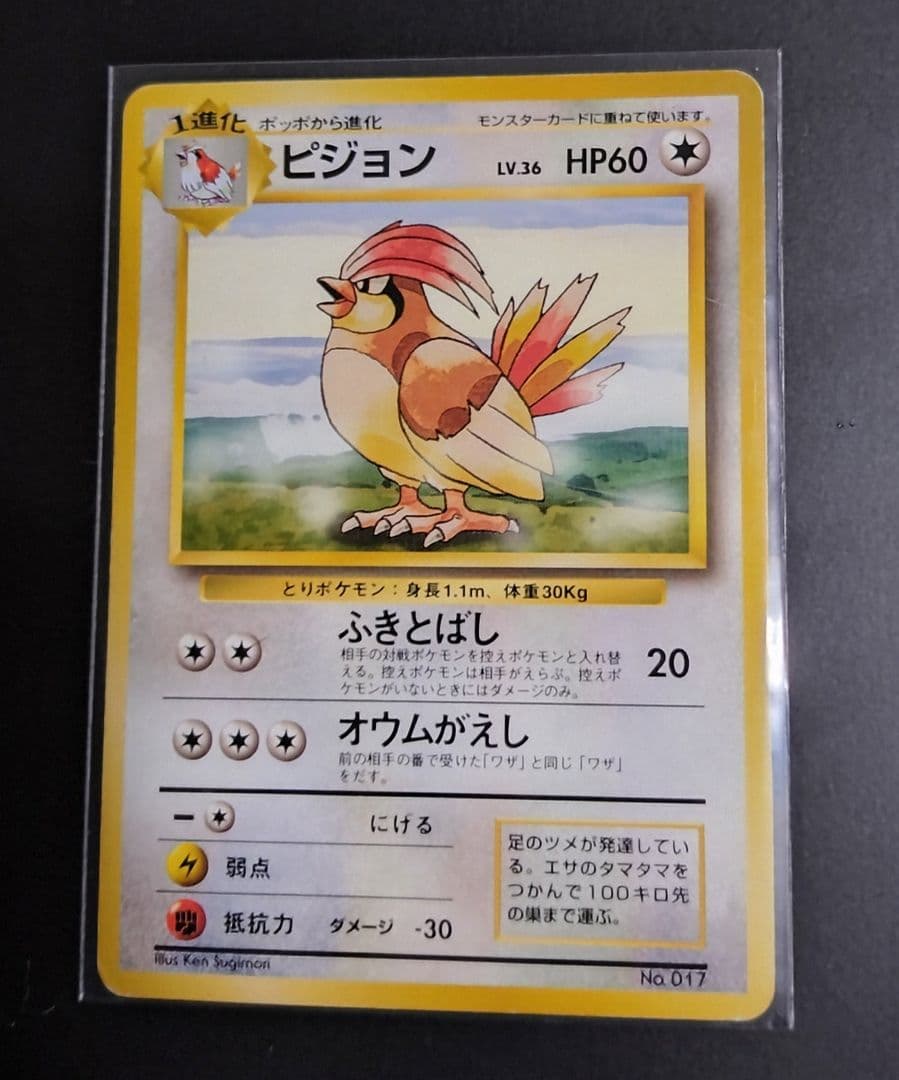 1進化 ポッポから進化 モンスターカードに重ねて使います。
ピジョン LV.36 HP60
とりポケモン：身長1.1m、体重30Kg
ふきとばし
相手の対戦ポケモンを控えポケモンと入れ替
える。控えポケモンは相手がえらぶ。控えポ
ケモンがいないときにはダメージのみ。
20
オウムがえし
前の相手の番で受けた「ワザ」と同じ「ワザ」
をだす。
にげる
弱点
抵抗力 ダメージ -30
足のツメが発達してい
る。エサのタマタマを
つかんで100キロ先
の巣まで運ぶ。
Illus Ken Sugimori
No. 017